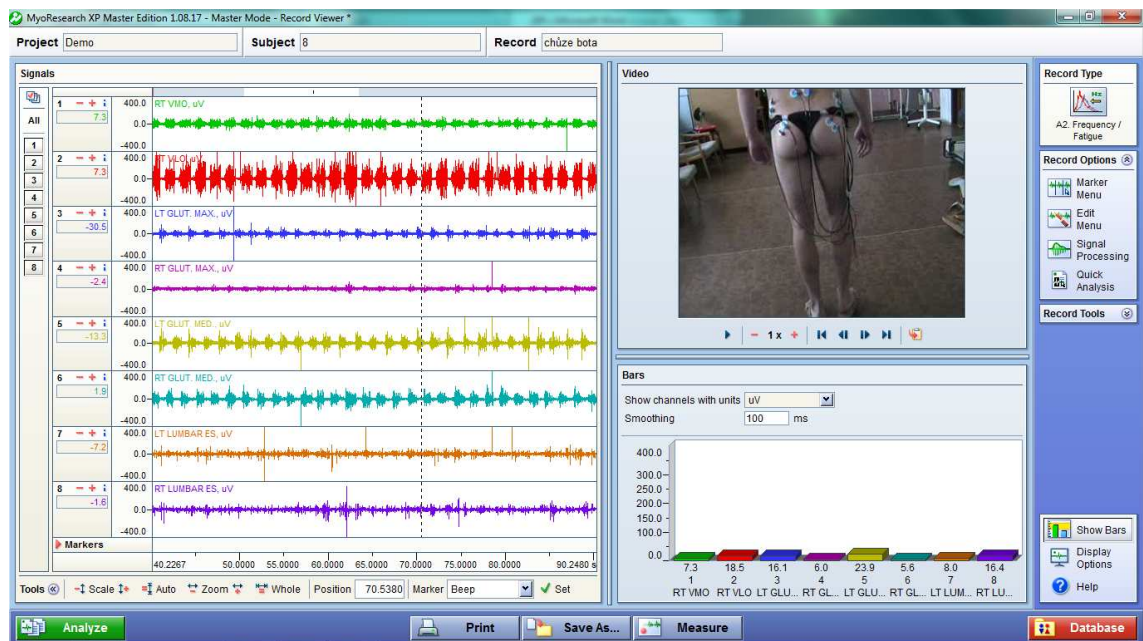 MyoResearch XP Master Edition 1.08.17 - Master Mode - Record Viewer *
Project Demo Subject 8 Record chůze bota
Signals
All
1
2
3
4
5
6
7
8
1 400.0 RT VMO, uV
7.3 0.0
-400.0
2 400.0 RT VLO, uV
7.3 0.0
-400.0
3 400.0 LT GLUT. MAX., uV
-30.5 0.0
-400.0
4 400.0 RT GLUT. MAX., uV
-2.4 0.0
-400.0
5 400.0 LT GLUT. MED., uV
-13.3 0.0
-400.0
6 400.0 RT GLUT. MED., uV
1.9 0.0
-400.0
7 400.0 LT LUMBAR ES, uV
-7.2 0.0
-400.0
8 400.0 RT LUMBAR ES, uV
-1.6 0.0
-400.0
Markers
40.2267 50.0000 55.0000 60.0000 65.0000 70.0000 75.0000 80.0000 90.2480 s
Tools Scale Auto Zoom Whole Position 70.5380 Marker Beep Set
Video
1 x
Bars
Show channels with units uV
Smoothing 100 ms
400.0
300.0
250.0
200.0
150.0
100.0
0.0
7.3 18.5 16.1 6.0 23.9 5.6 8.0 16.4
1 2 3 4 5 6 7 8
RT VMO RT VLO LT GLU... RT GL... LT GLU... RT GL... LT LUM... RT LU...
Record Type
Hz
A2. Frequency /
Fatigue
Record Options
Marker
Menu
Edit
Menu
Signal
Processing
Quick
Analysis
Record Tools
Show Bars
Display
Options
Help
Analyze Print Save As... Measure Database